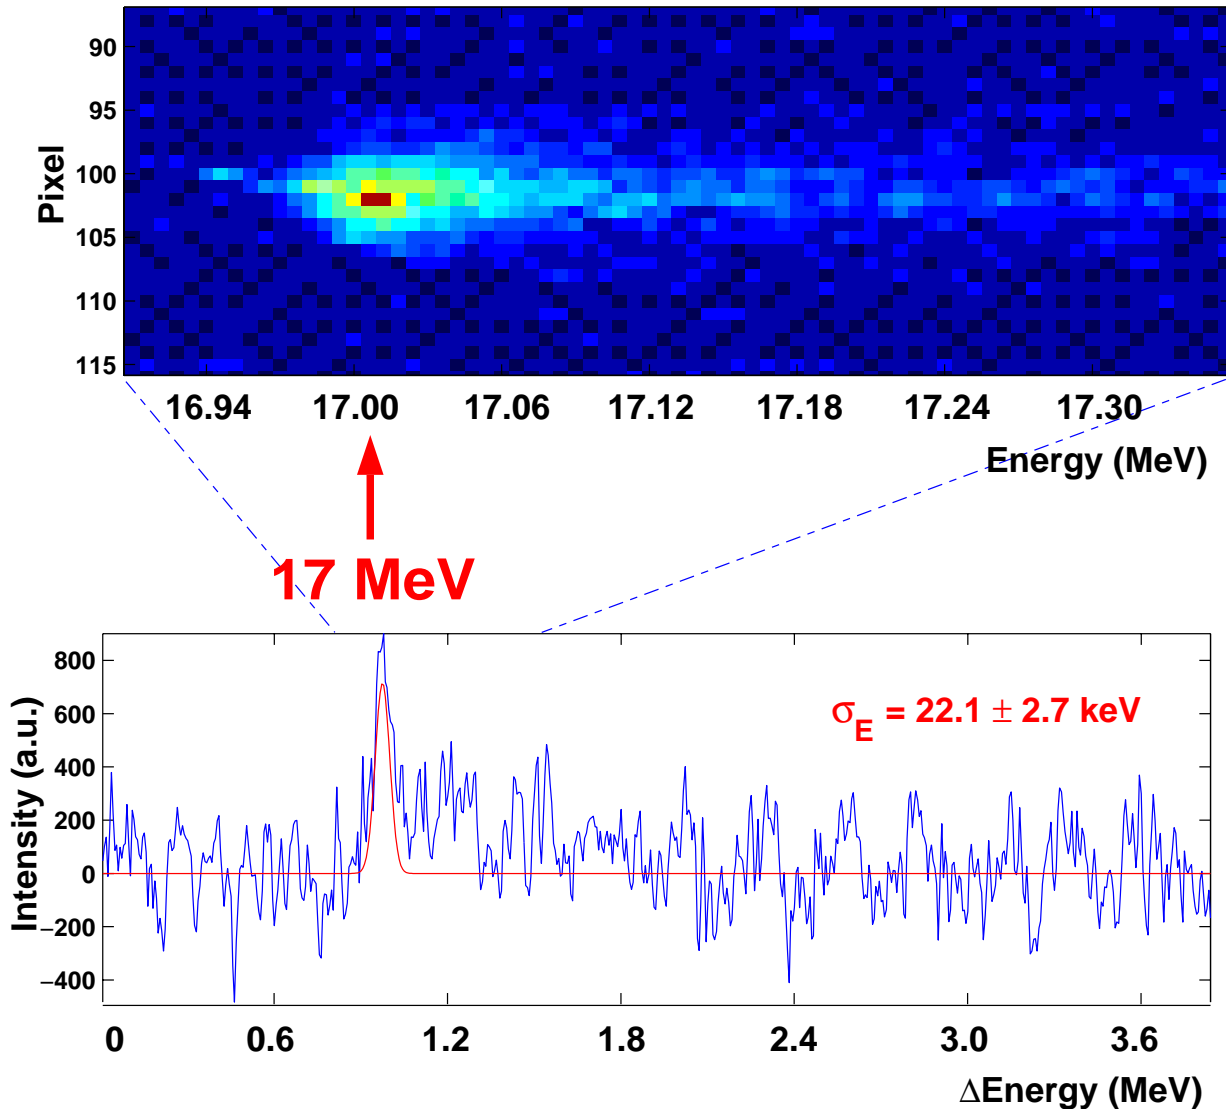 90
95
100
105
110
115
Pixel
16.94 17.00 17.06 17.12 17.18 17.24 17.30
Energy (MeV)
17 MeV
800
600
400
200
0
−200
−400
Intensity (a.u.)
σE = 22.1 ± 2.7 keV
0 0.6 1.2 1.8 2.4 3.0 3.6
ΔEnergy (MeV)